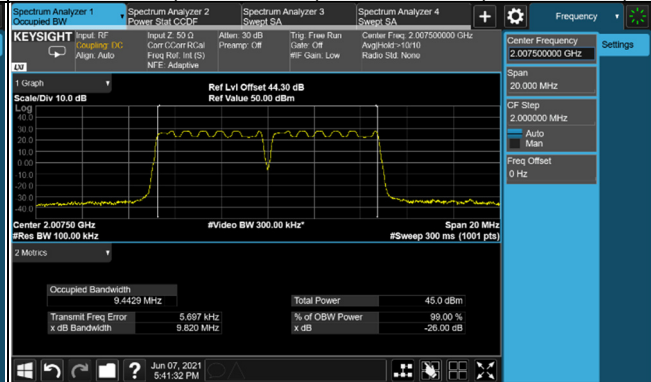 Spectrum Analyzer 1
Occupied BW
Spectrum Analyzer 2
Power Stat CCDF
Spectrum Analyzer 3
Swept SA
Spectrum Analyzer 4
Swept SA
+
Frequency
KEYSIGHT
LXI
Input: RF
Coupling: DC
Align: Auto
Input Z: 50 Ω
Corr CCorr RCal
Freq Ref: Int (S)
NFE: Adaptive
Atten: 30 dB
Preamp: Off
Trig: Free Run
Gate: Off
#IF Gain: Low
Center Freq: 2.007500000 GHz
Avg|Hold:>10/10
Radio Std: None
Center Frequency
2.007500000 GHz
Settings
Span
20.000 MHz
CF Step
2.000000 MHz
Auto
Man
Freq Offset
0 Hz
1 Graph
Scale/Div 10.0 dB
Ref Lvl Offset 44.30 dB
Ref Value 50.00 dBm
Log
40.0
30.0
20.0
10.0
0.00
-10.0
-20.0
-30.0
-40.0
Center 2.00750 GHz
#Res BW 100.00 kHz
#Video BW 300.00 kHz*
Span 20 MHz
#Sweep 300 ms (1001 pts)
2 Metrics
Occupied Bandwidth
9.4429 MHz
Total Power 45.0 dBm
Transmit Freq Error 5.697 kHz
% of OBW Power 99.00 %
x dB Bandwidth 9.820 MHz
x dB -26.00 dB
?
Jun 07, 2021
5:41:32 PM